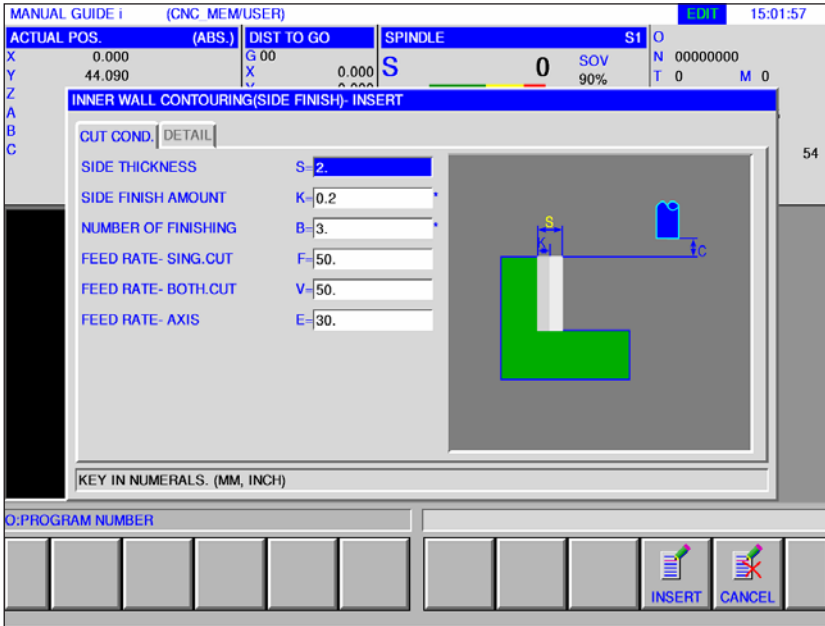 MANUAL GUIDE i (CNC_MEM/USER) EDIT 15:01:57
ACTUAL POS. (ABS.) DIST TO GO SPINDLE S1 O
X 0.000 G 00 N 00000000
Y 44.090 X 0.000 S 0 SOV 90% T 0 M 0
Z
A
B
C 54
INNER WALL CONTOURING(SIDE FINISH)- INSERT
CUT COND. DETAIL
SIDE THICKNESS S=2.
SIDE FINISH AMOUNT K=0.2 *
NUMBER OF FINISHING B=3. *
FEED RATE- SING.CUT F=50.
FEED RATE- BOTH.CUT V=50.
FEED RATE- AXIS E=30.
S
K
C
KEY IN NUMERALS. (MM, INCH)
O:PROGRAM NUMBER
INSERT CANCEL